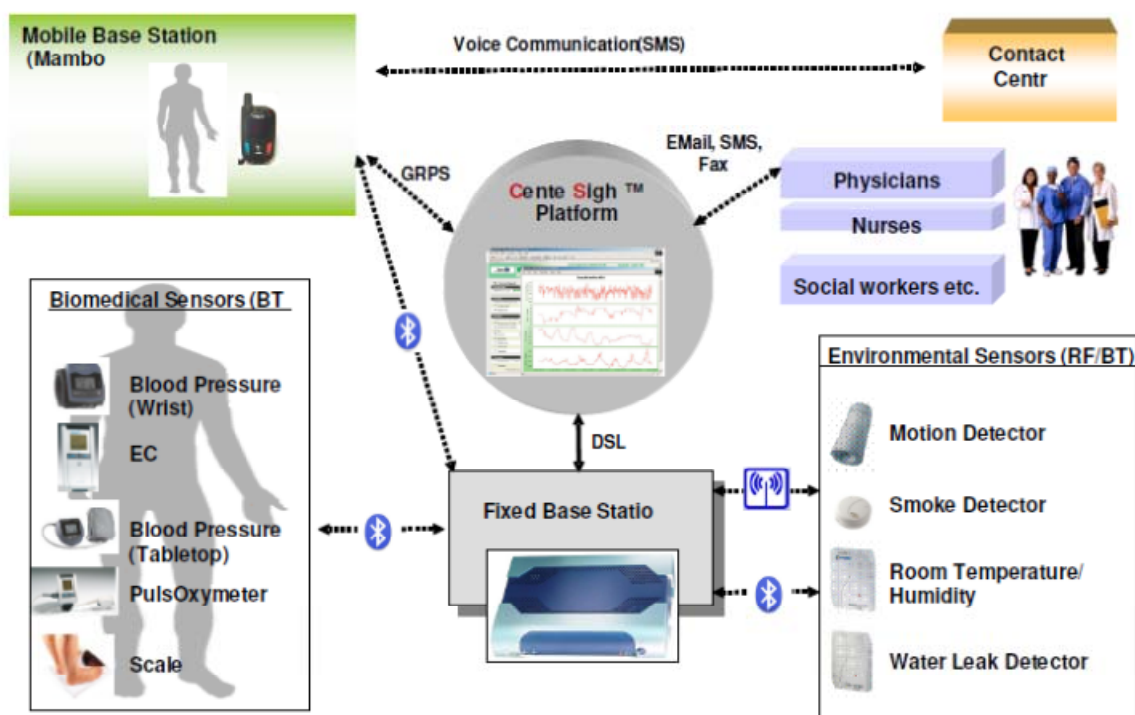 Mobile Base Station
(Mambo
Voice Communication(SMS)
Contact
Centr
GRPS
EMail, SMS,
Fax
Cente Sigh ™
Platform
Physicians
Nurses
Social workers etc.
Biomedical Sensors (BT
Blood Pressure
(Wrist)
EC
Blood Pressure
(Tabletop)
PulsOxymeter
Scale
DSL
Fixed Base Statio
Environmental Sensors (RF/BT)
Motion Detector
Smoke Detector
Room Temperature/
Humidity
Water Leak Detector